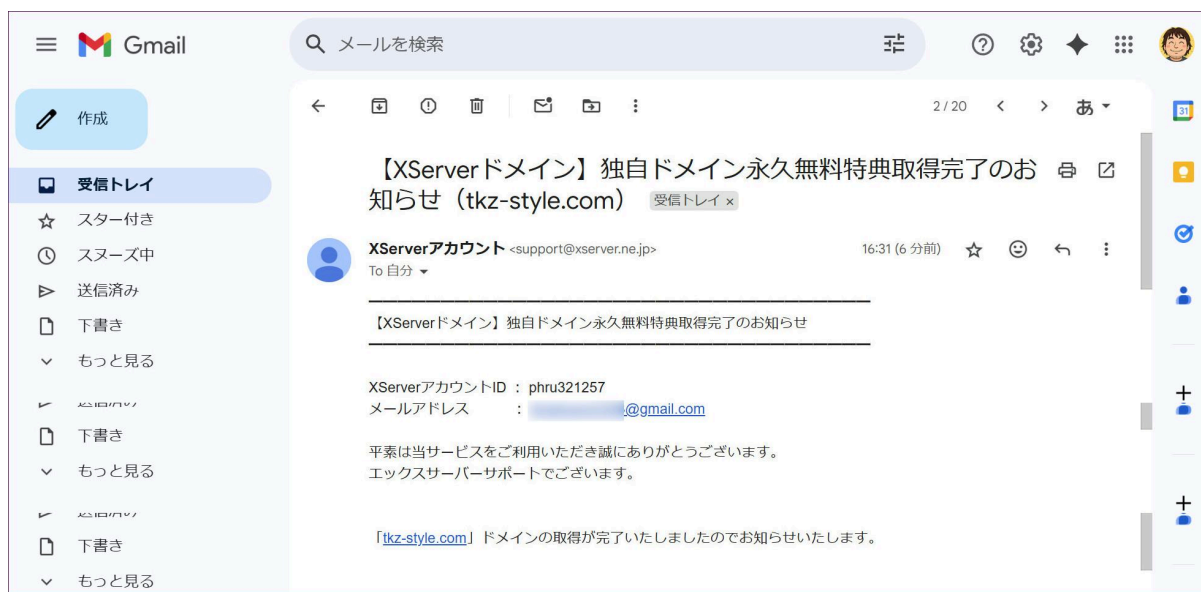 Gmail
メールを検索
作成
2 / 20
あ
31
受信トレイ
スター付き
スヌーズ中
送信済み
下書き
もっと見る
下書き
もっと見る
下書き
もっと見る
【XServerドメイン】独自ドメイン永久無料特典取得完了のお
知らせ(tkz-style.com) 受信トレイ ×
XServerアカウント <support@xserver.ne.jp> 16:31 (6 分前)
To 自分
【XServerドメイン】独自ドメイン永久無料特典取得完了のお知らせ
XServerアカウントID : phru321257
メールアドレス : @gmail.com
平素は当サービスをご利用いただき誠にありがとうございます。
エックスサーバーサポートでございます。
「tkz-style.com」ドメインの取得が完了いたしましたのでお知らせいたします。